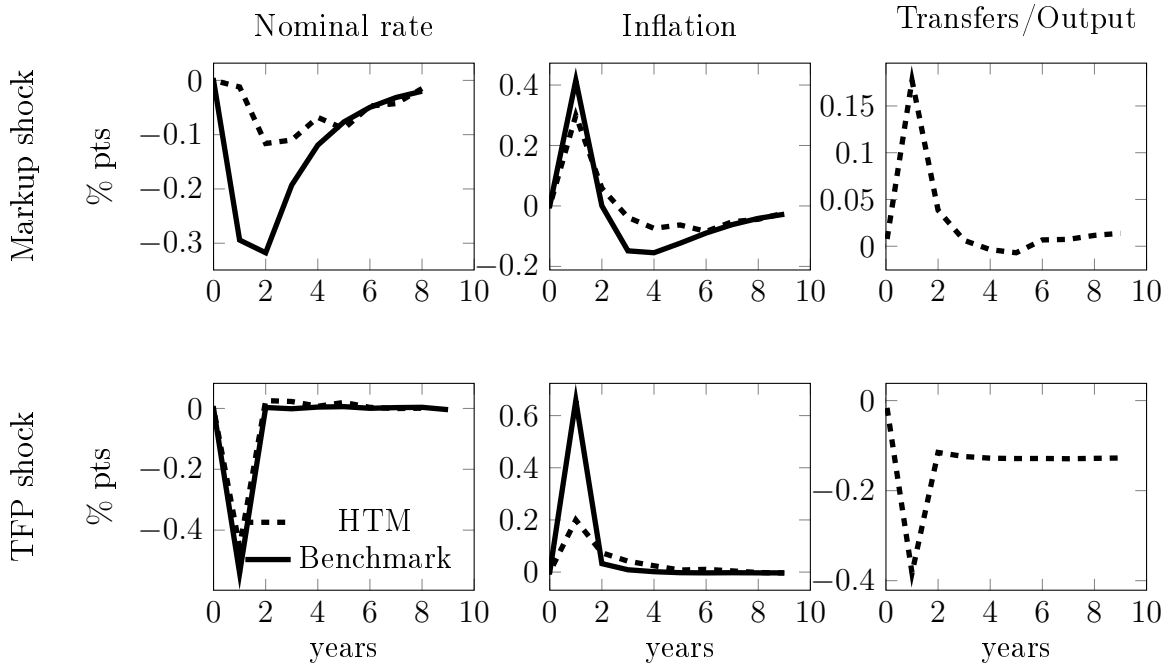 Nominal rate
Inflation
Transfers/Output
Markup shock
% pts
0
−0.1
−0.2
−0.3
0 2 4 6 8 10
0.4
0.2
0
−0.2
0 2 4 6 8 10
0.15
0.1
0.05
0
0 2 4 6 8 10
TFP shock
% pts
0
−0.2
−0.4
HTM
Benchmark
0 2 4 6 8 10
years
0.6
0.4
0.2
0
0 2 4 6 8 10
years
0
−0.2
−0.4
0 2 4 6 8 10
years